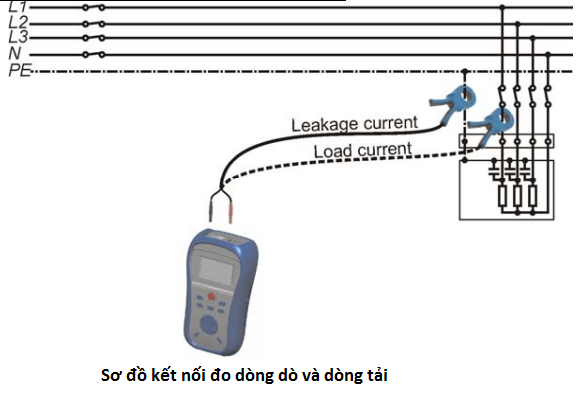 L1
L2
L3
N
PE
Leakage current
Load current
Sơ đồ kết nối đo dòng dò và dòng tải